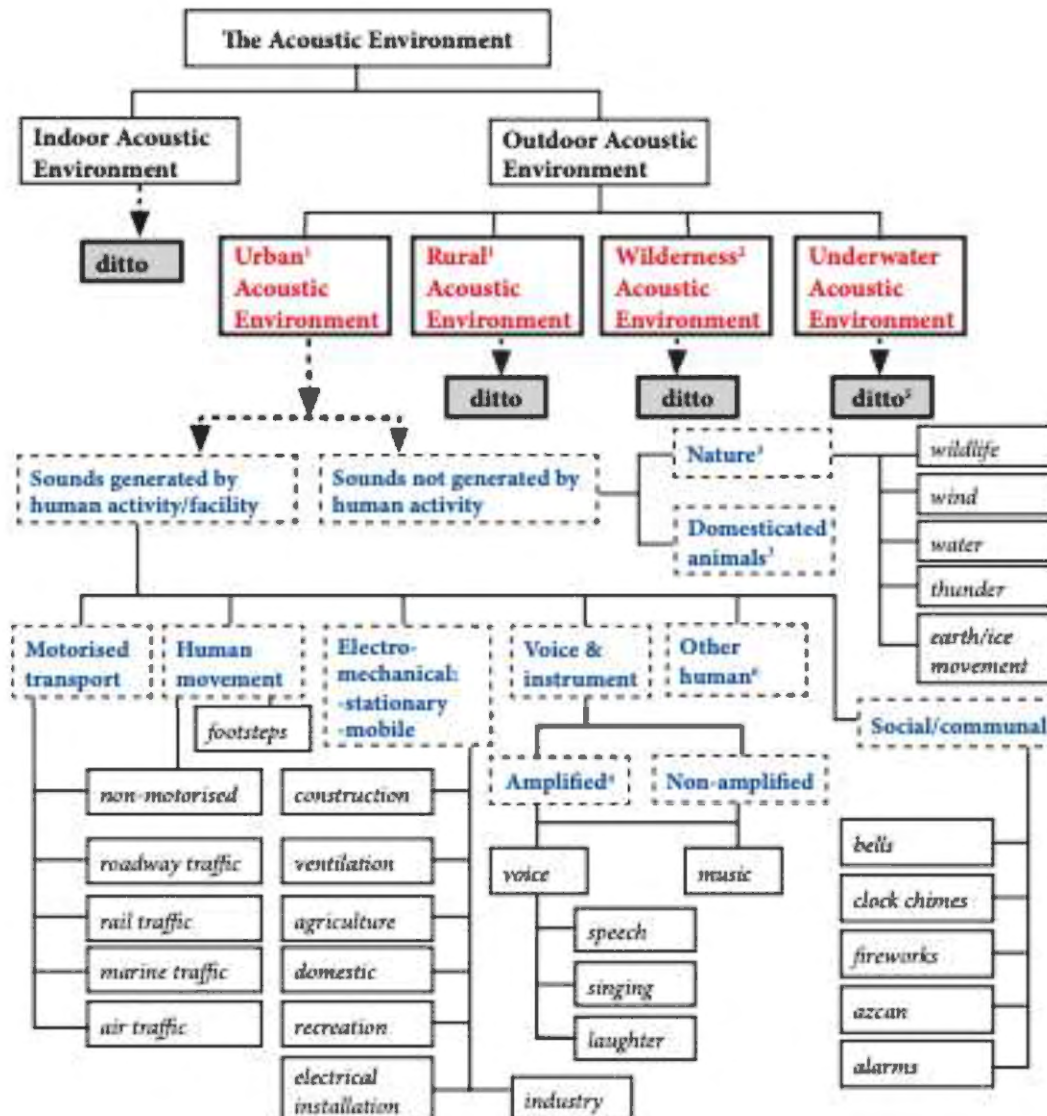 The Acoustic Environment
Indoor Acoustic
Environment
Outdoor Acoustic
Environment
ditto
Urban¹
Acoustic
Environment
Rural¹
Acoustic
Environment
Wilderness²
Acoustic
Environment
Underwater
Acoustic
Environment
ditto
ditto
ditto⁵
Sounds generated by
human activity/facility
Sounds not generated by
human activity
Nature³
Domesticated
animals³
wildlife
wind
water
thunder
earth/ice
movement
Motorised
transport
Human
movement
Electro-
mechanical:
-stationary
-mobile
Voice &
instrument
Other
human⁶
Social/communal
footsteps
non-motorised
roadway traffic
rail traffic
marine traffic
air traffic
construction
ventilation
agriculture
domestic
recreation
electrical
installation
industry
Amplified⁴
Non-amplified
voice
music
speech
singing
laughter
bells
clock chimes
fireworks
azcan
alarms